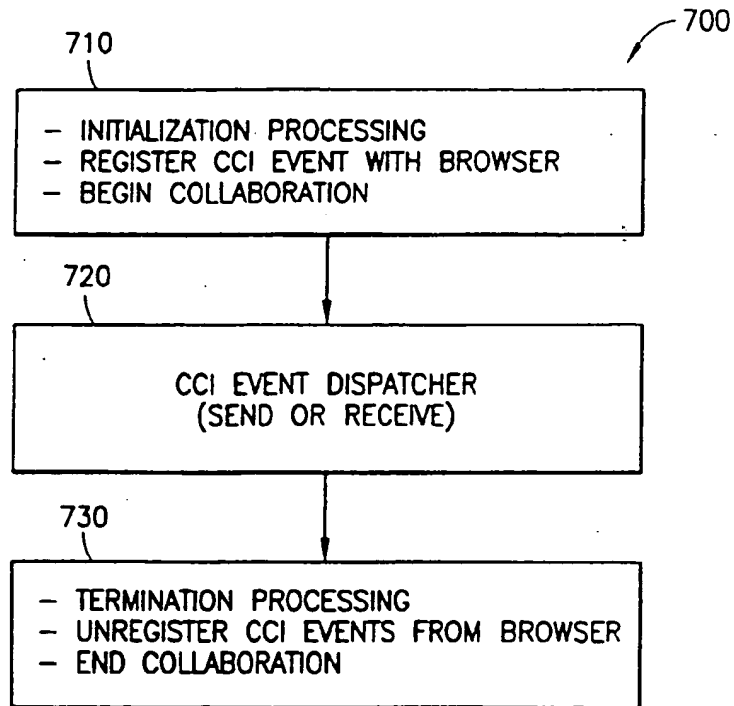 700
710
- INITIALIZATION PROCESSING
- REGISTER CCI EVENT WITH BROWSER
- BEGIN COLLABORATION
720
CCI EVENT DISPATCHER
(SEND OR RECEIVE)
730
- TERMINATION PROCESSING
- UNREGISTER CCI EVENTS FROM BROWSER
- END COLLABORATION